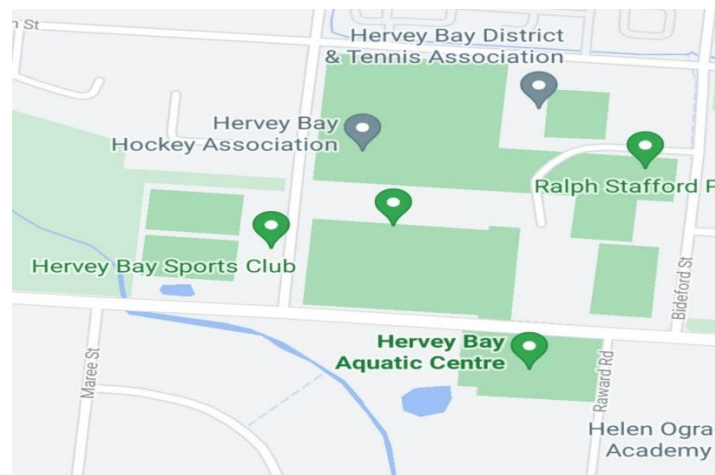 St
Hervey Bay District
& Tennis Association
Hervey Bay
Hockey Association
Ralph Stafford P
Hervey Bay Sports Club
Bideford St
Hervey Bay
Aquatic Centre
Maree St
Raward Rd
Helen Ogra
Academy